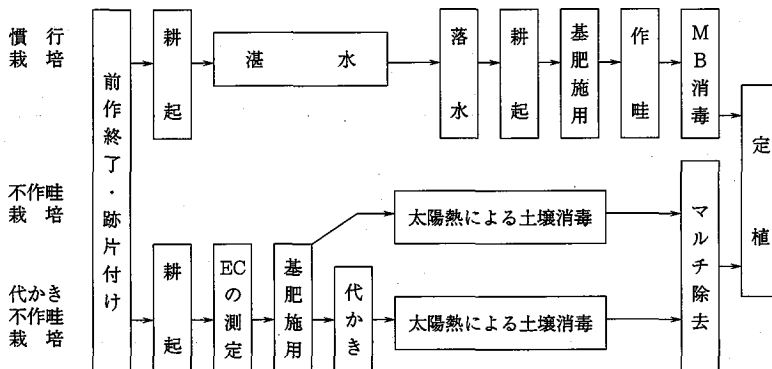 慣行
栽培
前作終了・跡片付け
耕起
湛水
落水
耕起
基肥施用
作畦
MB消毒
定植
不作畦
栽培
太陽熱による土壌消毒
マルチ除去
代かき
不作畦
栽培
耕起
ECの測定
基肥施用
代かき
太陽熱による土壌消毒